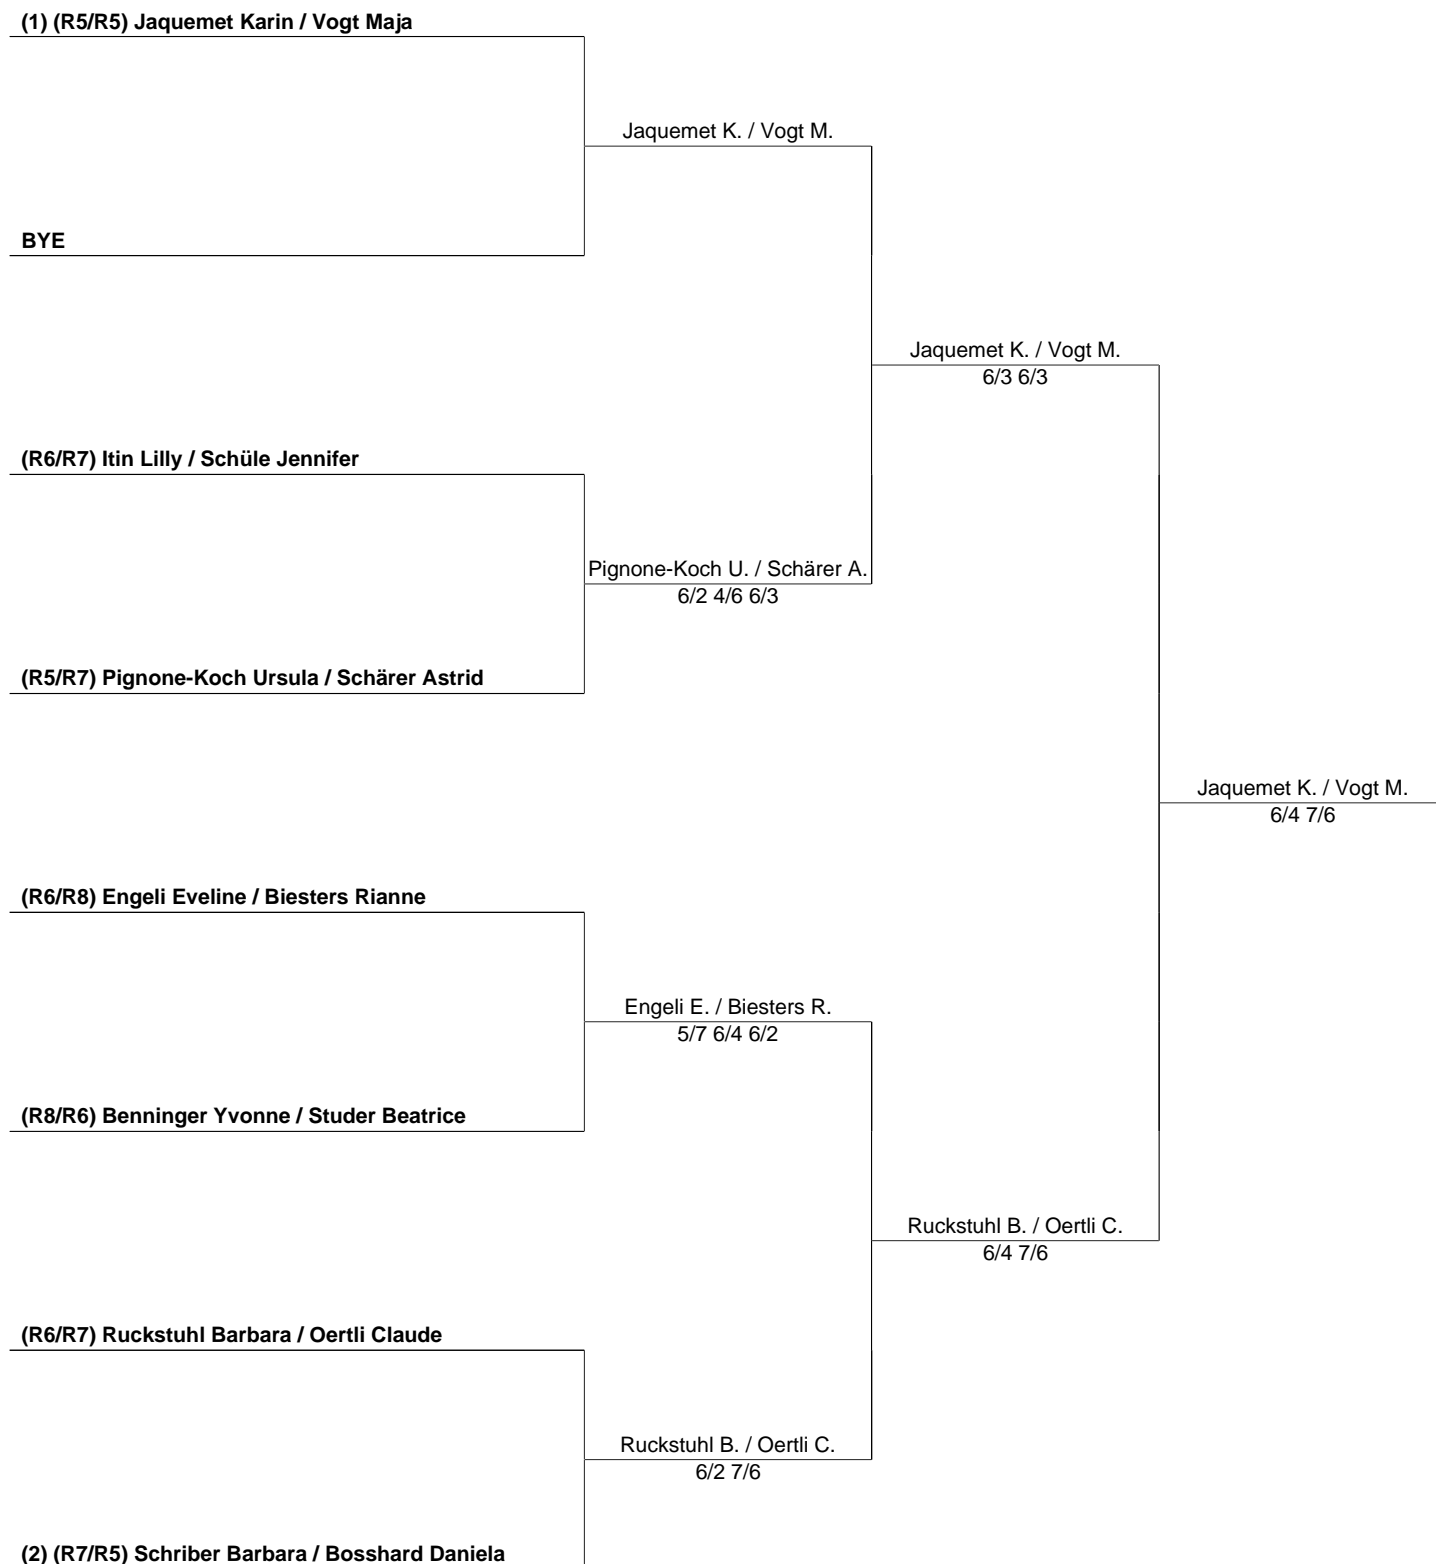 (1) (R5/R5) Jaquemet Karin / Vogt Maja
Jaquemet K. / Vogt M.
BYE
Jaquemet K. / Vogt M.
6/3 6/3
(R6/R7) Itin Lilly / Schüle Jennifer
Pignone-Koch U. / Schärer A.
6/2 4/6 6/3
(R5/R7) Pignone-Koch Ursula / Schärer Astrid
Jaquemet K. / Vogt M.
6/4 7/6
(R6/R8) Engeli Eveline / Biesters Rianne
Engeli E. / Biesters R.
5/7 6/4 6/2
(R8/R6) Benninger Yvonne / Studer Beatrice
Ruckstuhl B. / Oertli C.
6/4 7/6
(R6/R7) Ruckstuhl Barbara / Oertli Claude
Ruckstuhl B. / Oertli C.
6/2 7/6
(2) (R7/R5) Schriber Barbara / Bosshard Daniela